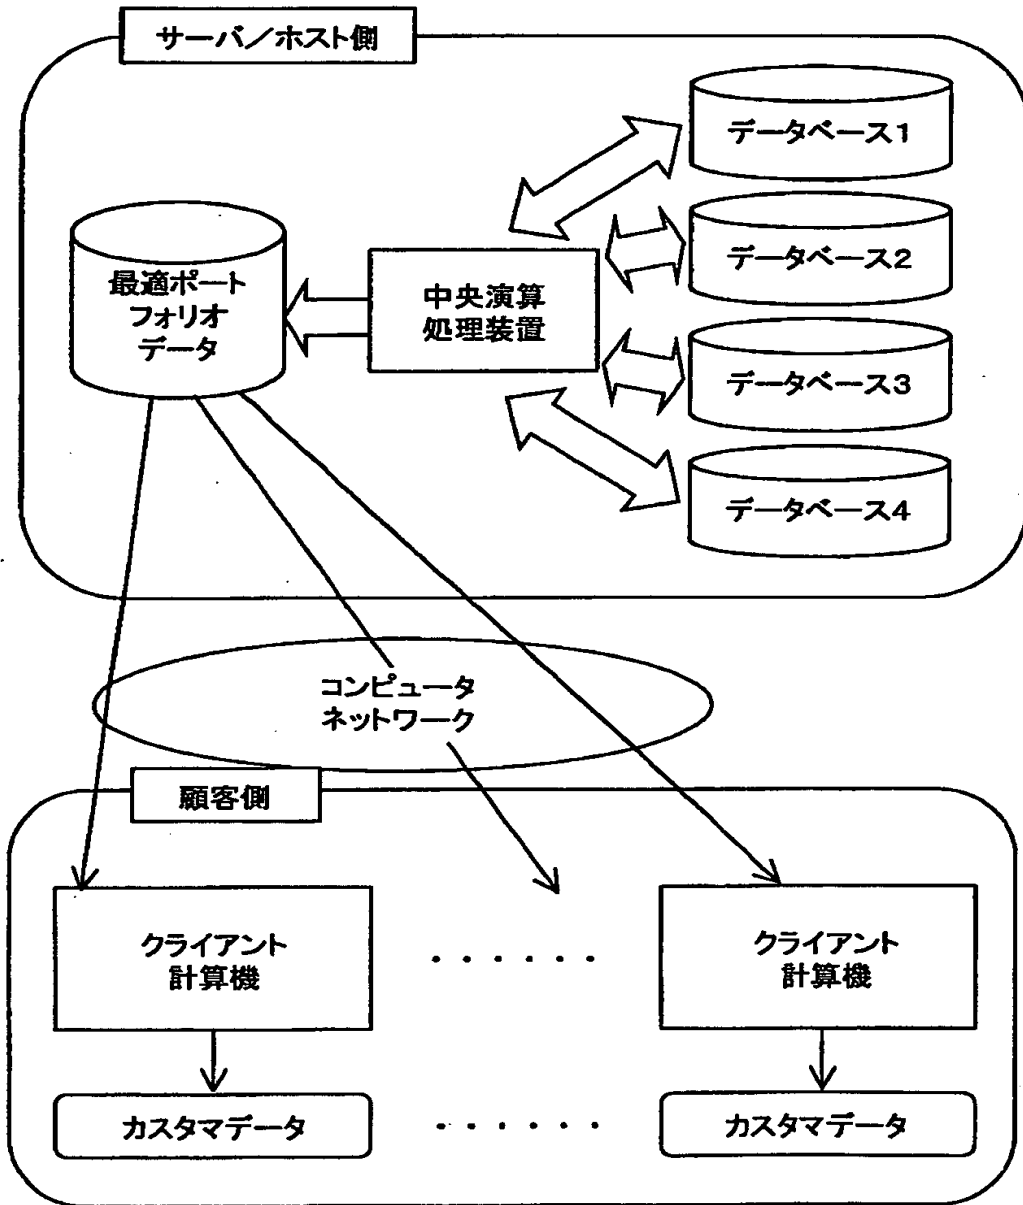 サーバ／ホスト側
データベース1
データベース2
データベース3
データベース4
最適ポート
フォリオ
データ
中央演算
処理装置
コンピュータ
ネットワーク
顧客側
クライアント
計算機
・・・・・・
クライアント
計算機
カスタマデータ
・・・・・・
カスタマデータ